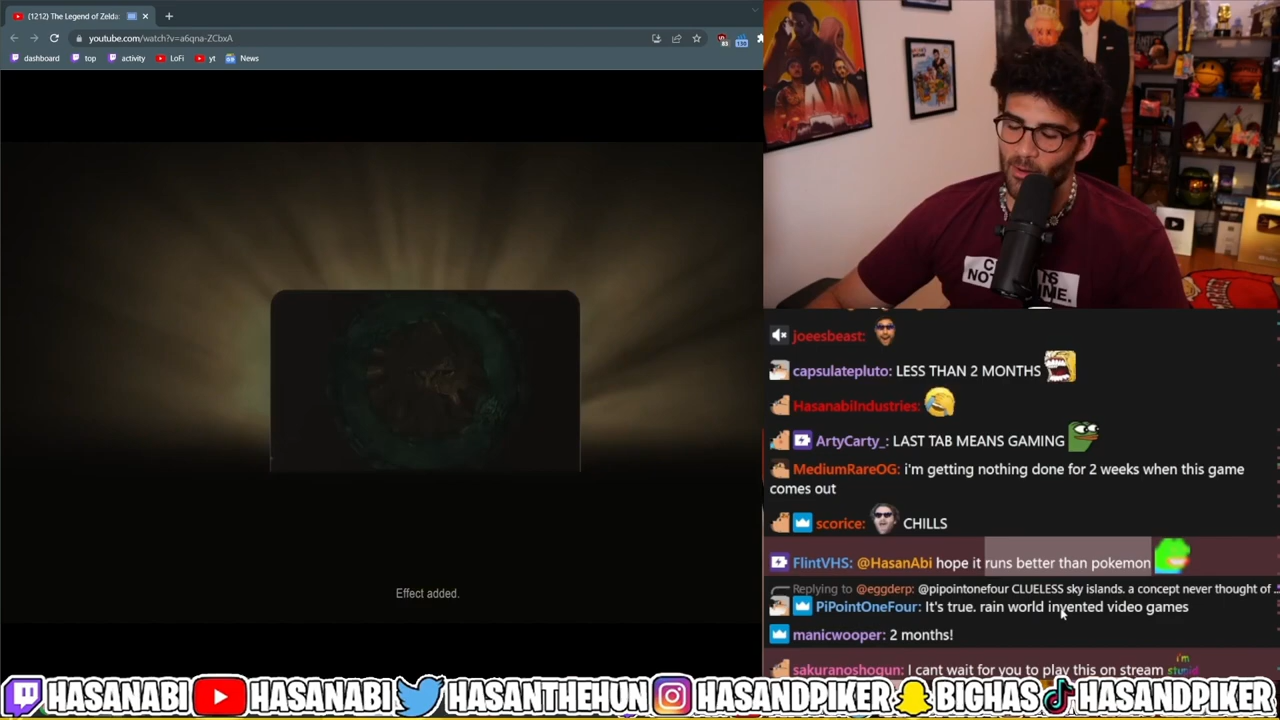 (1212) The Legend of Zelda:
youtube.com/watch?v=a6qna-ZCbxA
83
130
dashboard
top
activity
LoFi
yt
News
Effect added.
joeesbeast:
capsulatepluto: LESS THAN 2 MONTHS
HasanabiIndustries:
ArtyCarty_: LAST TAB MEANS GAMING
MediumRareOG: i'm getting nothing done for 2 weeks when this game
comes out
scorice: CHILLS
FlintVHS: @HasanAbi hope it runs better than pokemon
Replying to @eggderp: @pipointonefour CLUELESS sky islands. a concept never thought of ...
PiPointOneFour: It's true. rain world invented video games
manicwooper: 2 months!
i'm
sakuranoshogun: I cant wait for you to play this on stream stupid
HASANABI HASANABI HASANTHEHUN HASANDPIKER BIGHAS HASANDPIKER